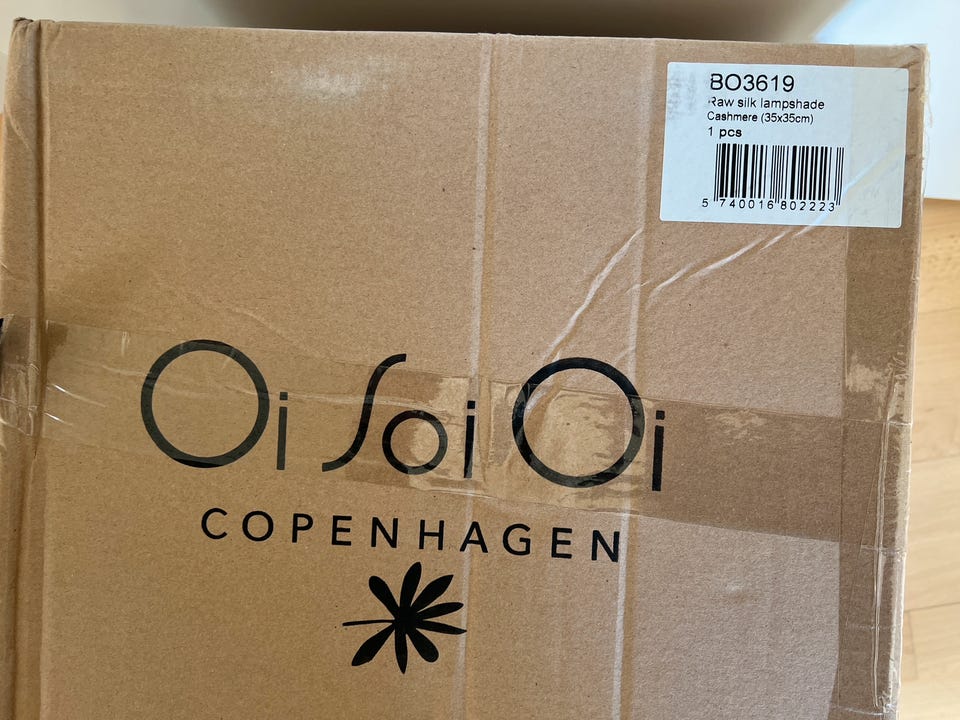 BO3619
Raw silk lampshade
Cashmere (35x35cm)
1 pcs
5 740016 802223
Oi Soi Oi
COPENHAGEN